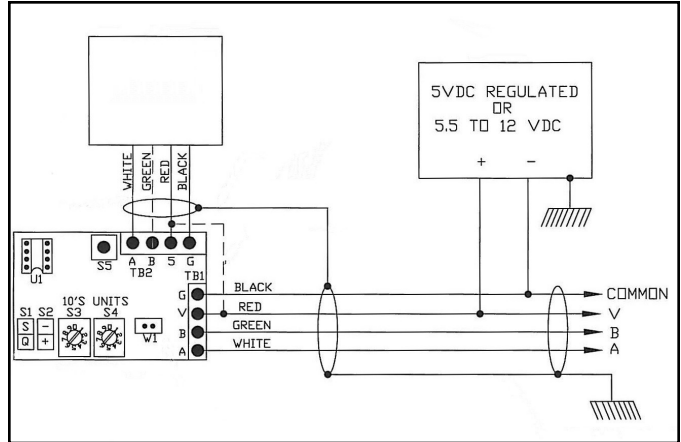 5VDC REGULATED
OR
5.5 TO 12 VDC
+ −
WHITE
GREEN
RED
BLACK
U1
S5
A B 5 G
TB2
TB1
G
V
B
A
BLACK
RED
GREEN
WHITE
COMMON
V
B
A
10'S UNITS
S1 S2 S3 S4
S −
Q +
W1